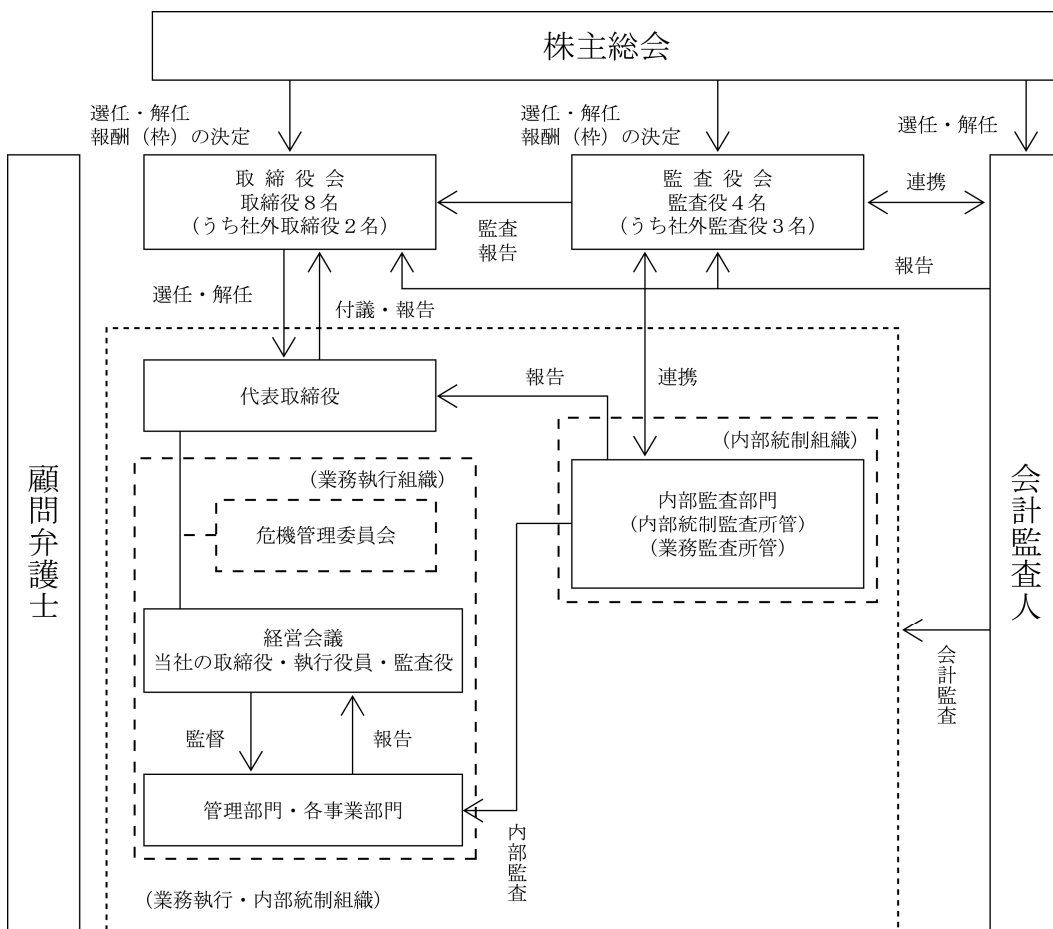 株主総会
選任・解任
報酬（枠）の決定
選任・解任
報酬（枠）の決定
選任・解任
取締役会
取締役８名
（うち社外取締役２名）
監査役会
監査役４名
（うち社外監査役３名）
連携
監査
報告
報告
選任・解任
付議・報告
代表取締役
報告
連携
（内部統制組織）
（業務執行組織）
危機管理委員会
内部監査部門
（内部統制監査所管）
（業務監査所管）
顧問弁護士
会計監査人
経営会議
当社の取締役・執行役員・監査役
会計監査
監督
報告
管理部門・各事業部門
内部監査
（業務執行・内部統制組織）